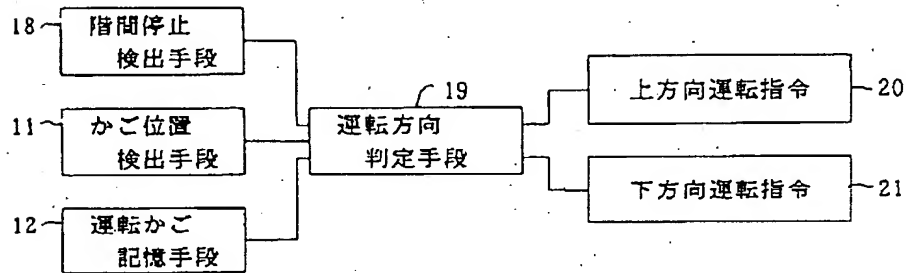 18
階間停止
検出手段
11
かご位置
検出手段
12
運転かご
記憶手段
19
運転方向
判定手段
上方向運転指令
20
下方向運転指令
21